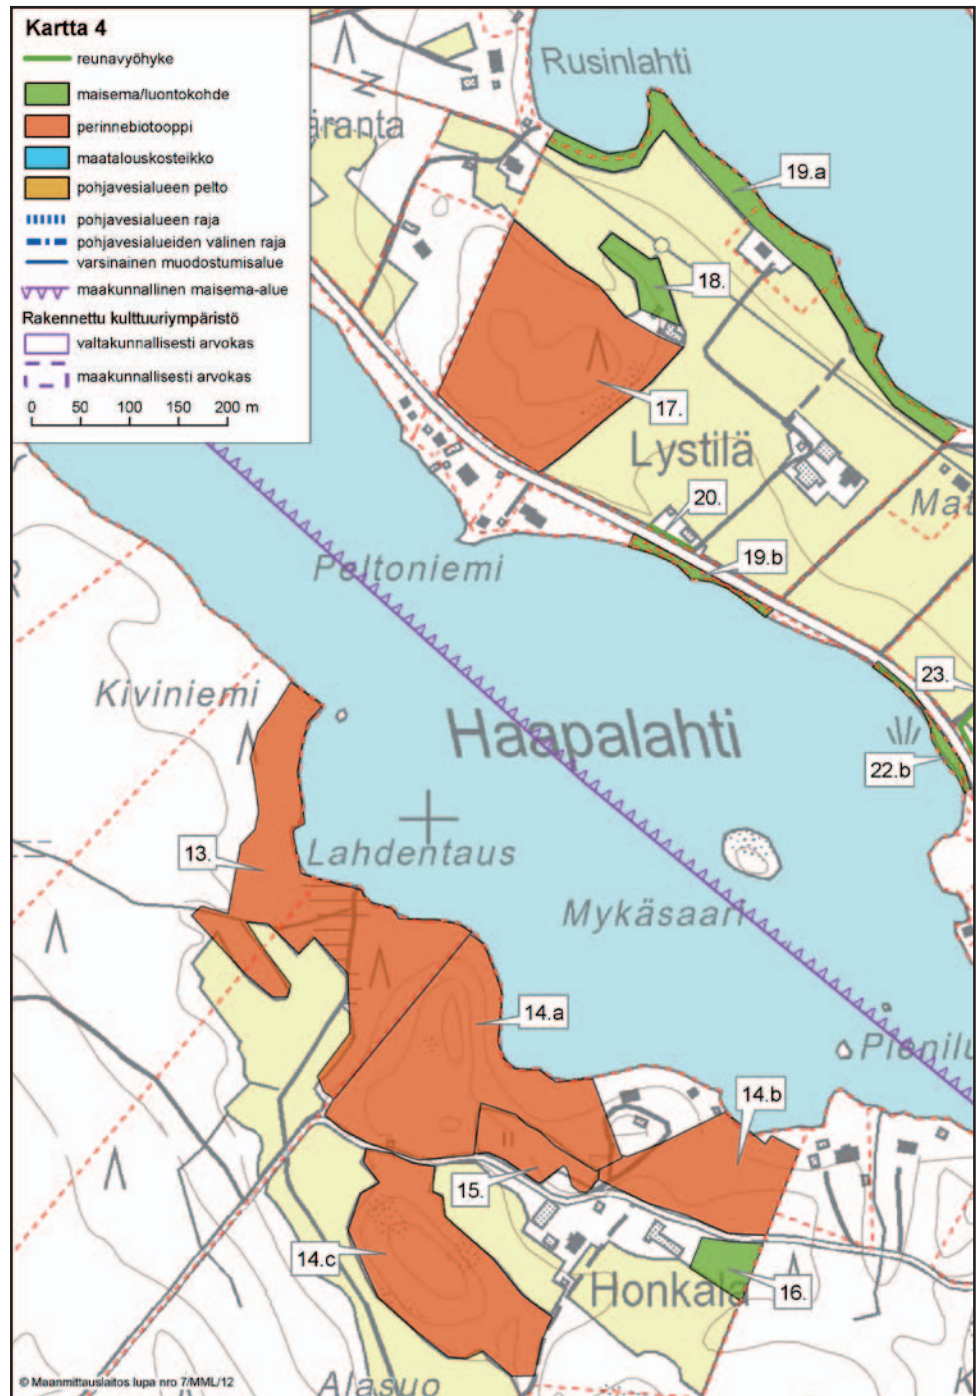 Kartta 4
reunavyöhyke
maisema/luontokohde
perinnebiotooppi
maatalouskosteikko
pohjavesialueen pelto
pohjavesialueen raja
pohjavesialueiden välinen raja
varsinainen muodostumisalue
maakunnallinen maisema-alue
Rakennettu kulttuuriympäristö
valtakunnallisesti arvokas
maakunnallisesti arvokas
0 50 100 150 200 m
Rusinlahti
äranta
19.a
18.
17.
Lystilä
Mat
20.
19.b
Peltoniemi
23.
Kiviniemi
Haapalahti
22.b
13.
Lahdentaus
Mykäsaari
14.a
Pienilu
14.b
15.
14.c
16.
Honkala
Alasuo
K
© Maanmittauslaitos lupa nro 7/MML/12